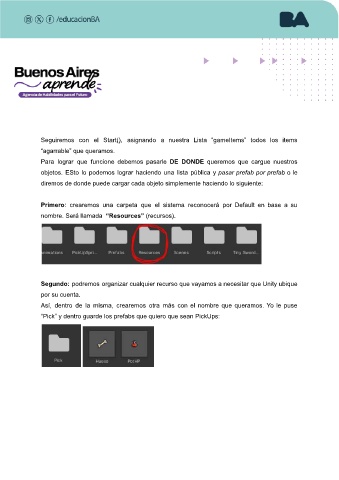 /educacionBA
BA
Buenos Aires
aprende
Agencia de Habilidades para el Futuro
Seguiremos con el Start(), asignando a nuestra Lista "gameItems" todos los items
"agarrable" que queramos.
Para lograr que funcione debemos pasarle DE DONDE queremos que cargue nuestros
objetos. ESto lo podemos lograr haciendo una lista pública y pasar prefab por prefab o le
diremos de donde puede cargar cada objeto simplemente haciendo lo siguiente:
Primero: crearemos una carpeta que el sistema reconocerá por Default en base a su
nombre. Será llamada "Resources" (recursos).
Prefabs Resources Scenes Scripts Tiny Sword...
Segundo: podremos organizar cualquier recurso que vayamos a necesitar que Unity ubique
por su cuenta.
Así, dentro de la misma, crearemos otra más con el nombre que queramos. Yo le puse
"Pick" y dentro guarde los prefabs que quiero que sean PickUps:
Pick Hueso